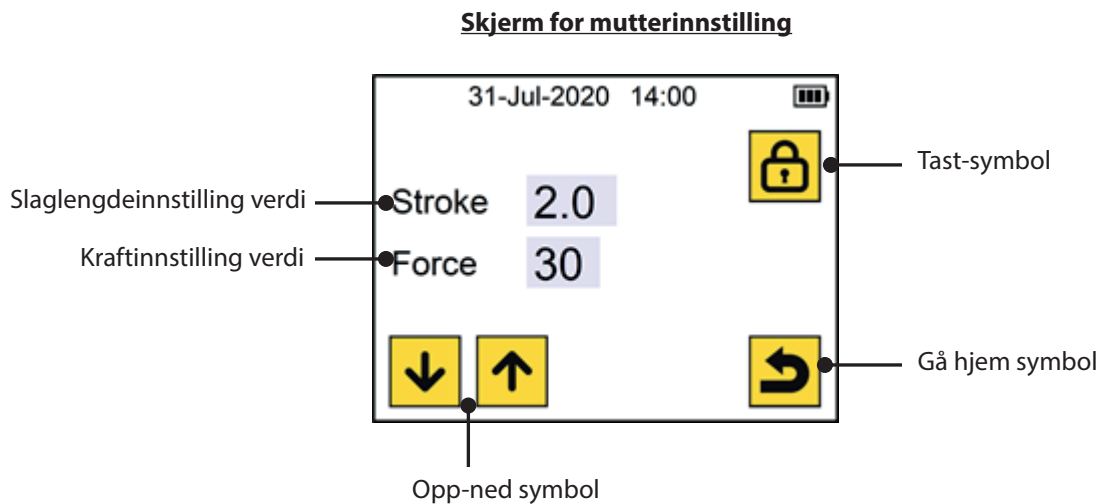 Skjerm for mutterinnstilling
31-Jul-2020 14:00
Tast-symbol
Slaglengdeinnstilling verdi
Stroke 2.0
Kraftinnstilling verdi
Force 30
Gå hjem symbol
Opp-ned symbol